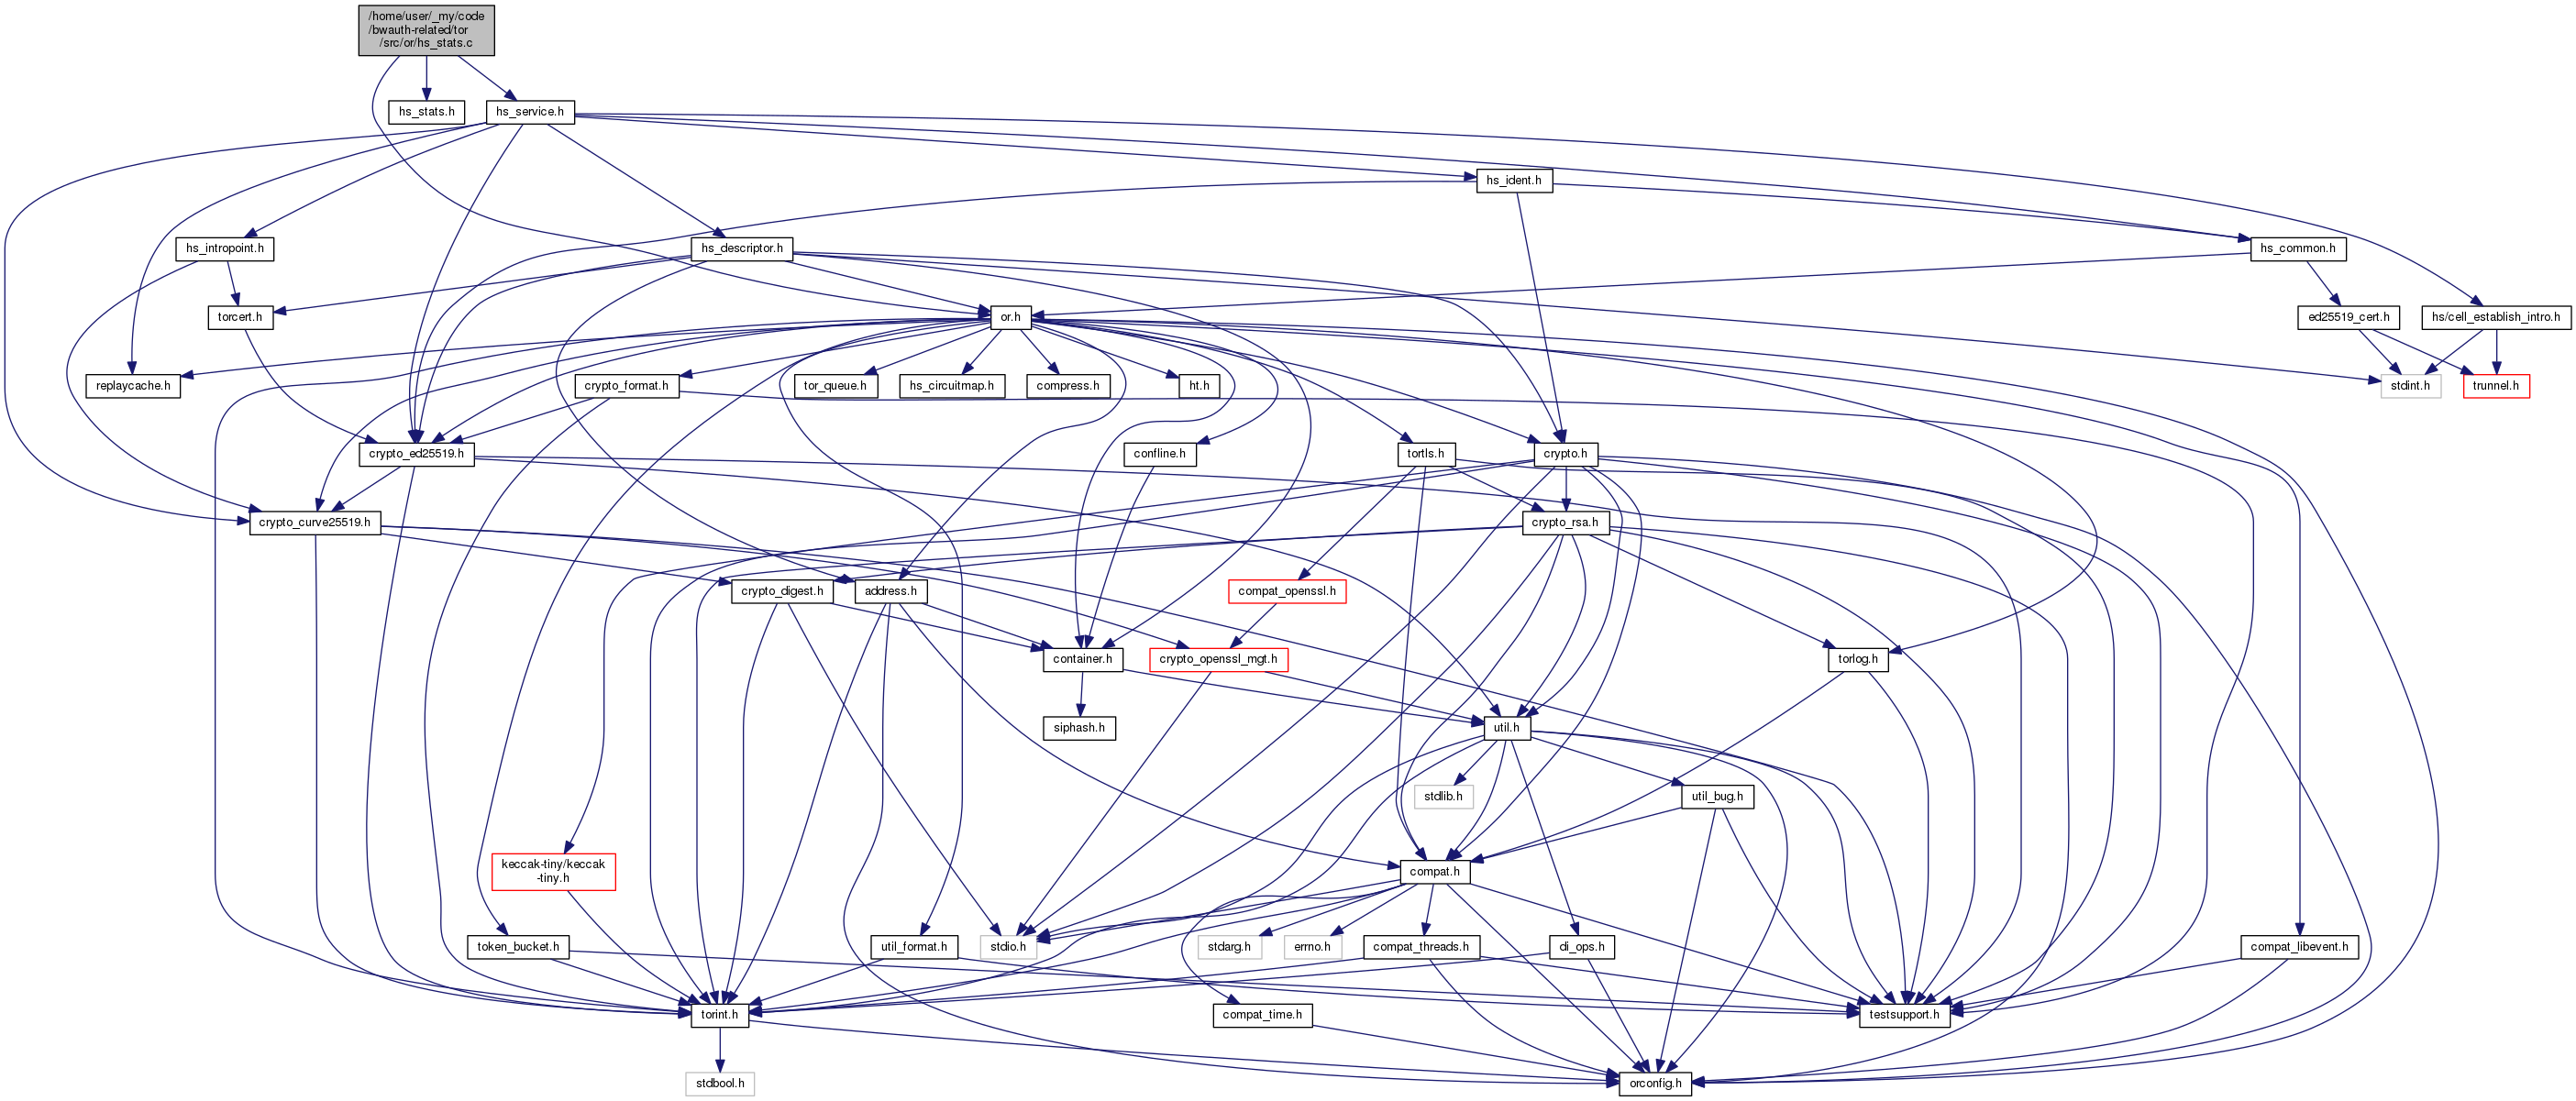 /home/user/_my/code
/bwauth-related/tor
/src/or/hs_stats.c
hs_stats.h
hs_service.h
hs_ident.h
hs_intropoint.h
hs_descriptor.h
hs_common.h
torcert.h
or.h
ed25519_cert.h
hs/cell_establish_intro.h
replaycache.h
crypto_format.h
tor_queue.h
hs_circuitmap.h
compress.h
ht.h
stdint.h
trunnel.h
crypto_ed25519.h
confline.h
tortls.h
crypto.h
crypto_curve25519.h
crypto_rsa.h
crypto_digest.h
address.h
compat_openssl.h
container.h
crypto_openssl_mgt.h
torlog.h
siphash.h
util.h
stdlib.h
util_bug.h
keccak-tiny/keccak
-tiny.h
compat.h
token_bucket.h
util_format.h
stdio.h
stdarg.h
errno.h
compat_threads.h
di_ops.h
compat_libevent.h
torint.h
compat_time.h
testsupport.h
stdbool.h
orconfig.h